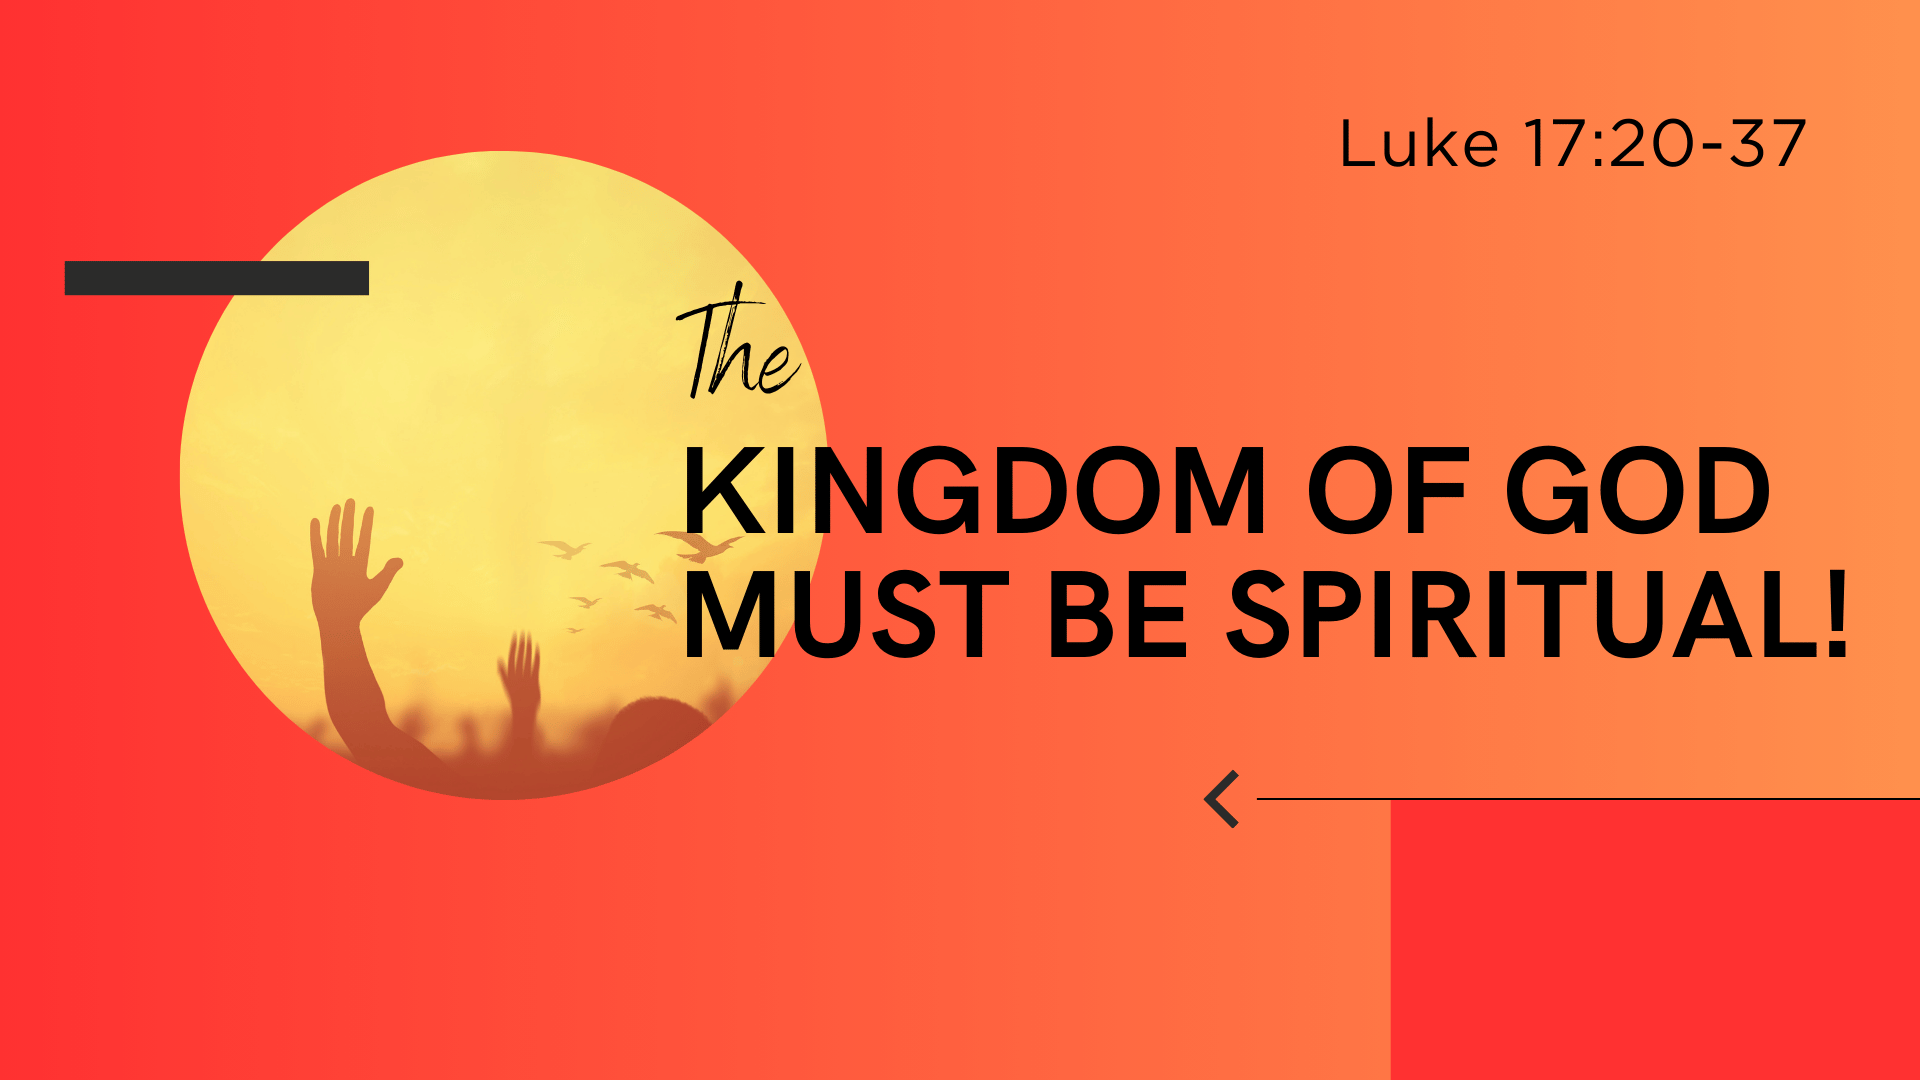 Luke 17:20-37
The
KINGDOM OF GOD
MUST BE SPIRITUAL!